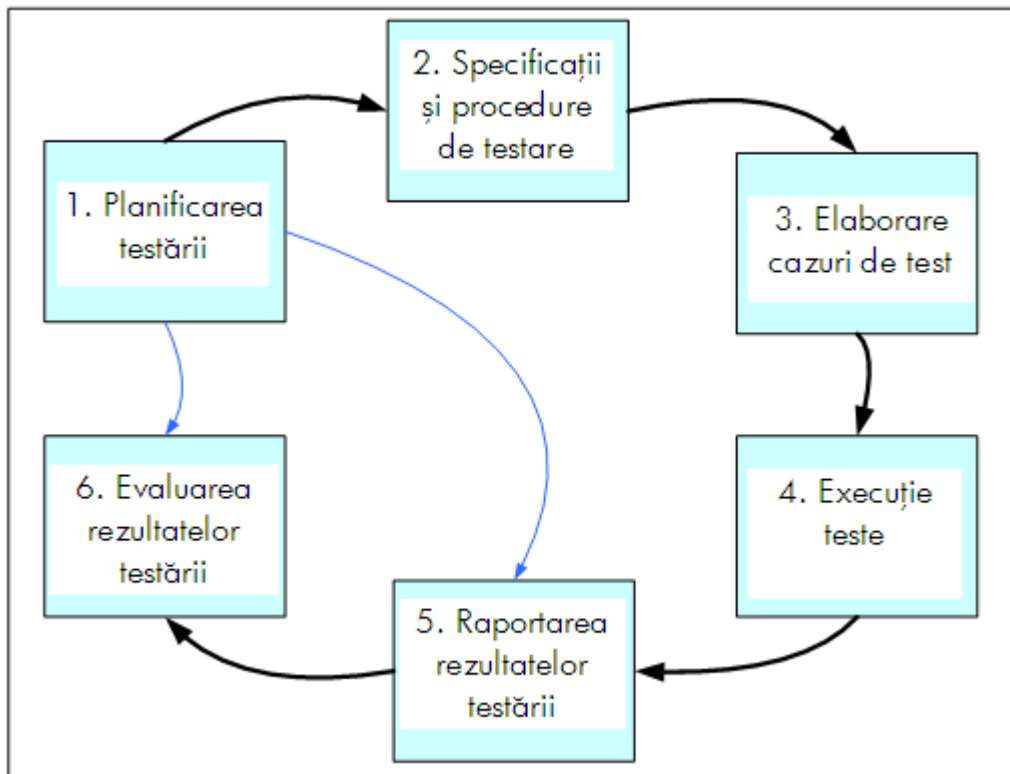 1. Planificarea
testării
2. Specificații
și procedure
de testare
3. Elaborare
cazuri de test
4. Execuție
teste
5. Raportarea
rezultatelor
testării
6. Evaluarea
rezultatelor
testării